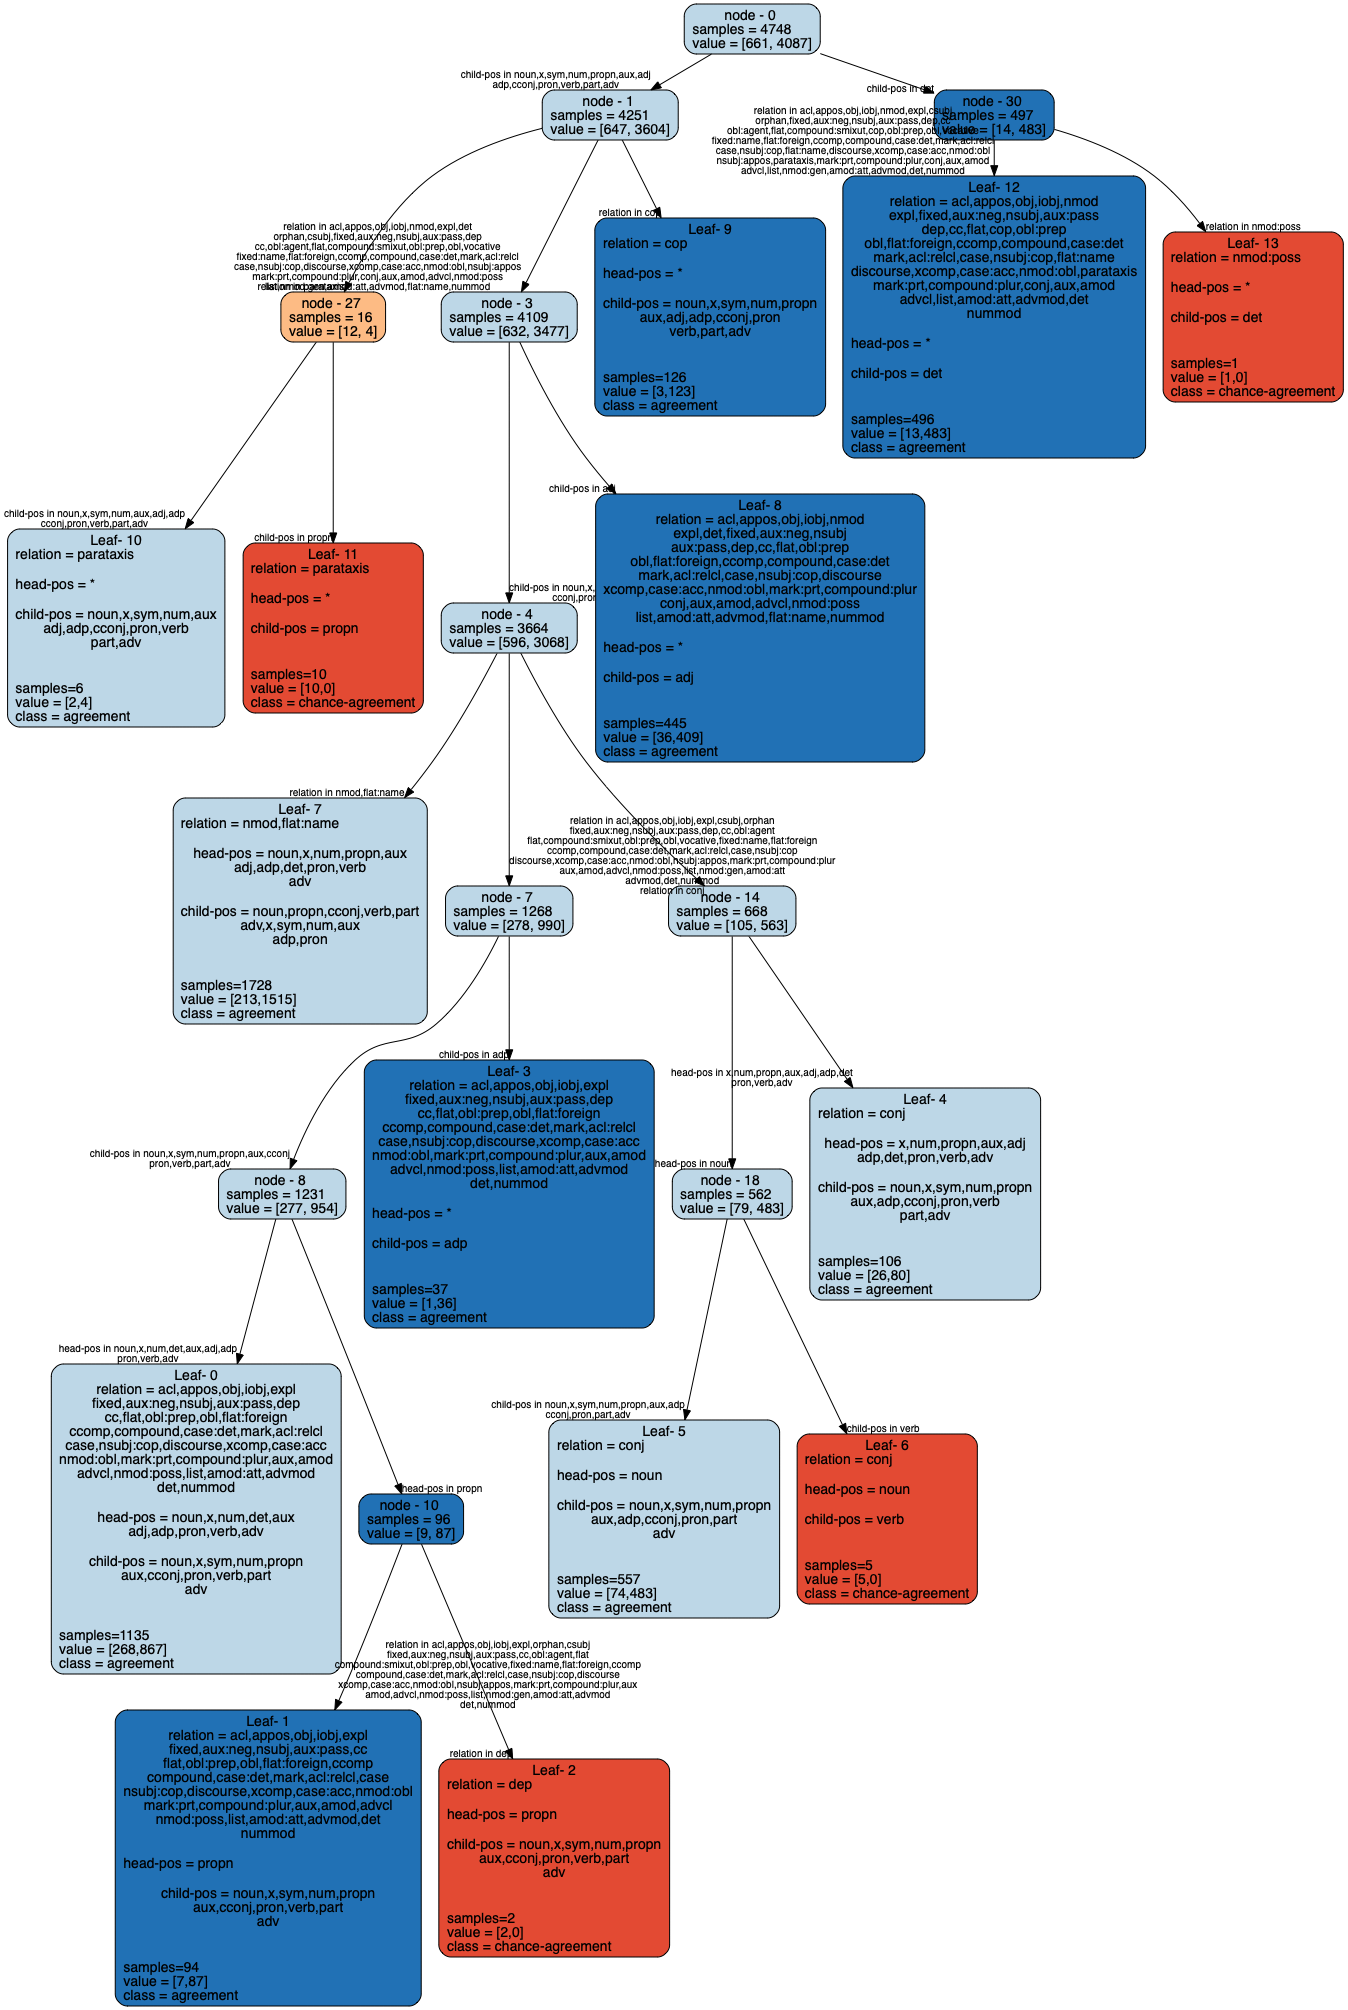 node - 0
samples = 4748
value = [661, 4087]
child-pos in noun,x,sym,num,propn,aux,adj
adp,cconj,pron,verb,part,adv
node - 1
samples = 4251
value = [647, 3604]
child-pos in det
node - 30
samples = 497
value = [14, 483]
relation in acl,appos,obj,iobj,nmod,expl,csubj
orphan,fixed,aux:neg,nsubj,aux:pass,dep,cc
obl:agent,flat,compound:smixut,cop,obl:prep,obl,vocative
fixed:name,flat:foreign,ccomp,compound,case:det,mark,acl:relcl
case,nsubj:cop,flat:name,discourse,xcomp,case:acc,nmod:obl
nsubj:appos,parataxis,mark:prt,compound:plur,conj,aux,amod
advcl,list,nmod:gen,amod:att,advmod,det,nummod
Leaf- 12
relation = acl,appos,obj,iobj,nmod
expl,fixed,aux:neg,nsubj,aux:pass
dep,cc,flat,cop,obl:prep
obl,flat:foreign,ccomp,compound,case:det
mark,acl:relcl,case,nsubj:cop,flat:name
discourse,xcomp,case:acc,nmod:obl,parataxis
mark:prt,compound:plur,conj,aux,amod
advcl,list,amod:att,advmod,det
nummod
head-pos = *
child-pos = det
samples=496
value = [13,483]
class = agreement
relation in nmod:poss
Leaf- 13
relation = nmod:poss
head-pos = *
child-pos = det
samples=1
value = [1,0]
class = chance-agreement
relation in cop
Leaf- 9
relation = cop
head-pos = *
child-pos = noun,x,sym,num,propn
aux,adj,adp,cconj,pron
verb,part,adv
samples=126
value = [3,123]
class = agreement
relation in acl,appos,obj,iobj,nmod,expl,det
orphan,csubj,fixed,aux:neg,nsubj,aux:pass,dep
cc,obl:agent,flat,compound:smixut,obl:prep,obl,vocative
fixed:name,flat:foreign,ccomp,compound,case:det,mark,acl:relcl
case,nsubj:cop,discourse,xcomp,case:acc,nmod:obl,nsubj:appos
mark:prt,compound:plur,conj,aux,amod,advcl,nmod:poss
list,nmod:gen,amod:att,advmod,flat:name,nummod
node - 27
samples = 16
value = [12, 4]
node - 3
samples = 4109
value = [632, 3477]
child-pos in noun,x,sym,num,aux,adj,adp
cconj,pron,verb,part,adv
Leaf- 10
relation = parataxis
head-pos = *
child-pos = noun,x,sym,num,aux
adj,adp,cconj,pron,verb
part,adv
samples=6
value = [2,4]
class = agreement
child-pos in propn
Leaf- 11
relation = parataxis
head-pos = *
child-pos = propn
samples=10
value = [10,0]
class = chance-agreement
child-pos in noun,x,
node - 4
samples = 3664
value = [596, 3068]
child-pos in adj
Leaf- 8
relation = acl,appos,obj,iobj,nmod
expl,det,fixed,aux:neg,nsubj
aux:pass,dep,cc,flat,obl:prep
obl,flat:foreign,ccomp,compound,case:det
mark,acl:relcl,case,nsubj:cop,discourse
xcomp,case:acc,nmod:obl,mark:prt,compound:plur
conj,aux,amod,advcl,nmod:poss
list,amod:att,advmod,flat:name,nummod
head-pos = *
child-pos = adj
samples=445
value = [36,409]
class = agreement
relation in nmod,flat:name
Leaf- 7
relation = nmod,flat:name
head-pos = noun,x,num,propn,aux
adj,adp,det,pron,verb
adv
child-pos = noun,propn,cconj,verb,part
adv,x,sym,num,aux
adp,pron
samples=1728
value = [213,1515]
class = agreement
relation in acl,appos,obj,iobj,expl,csubj,orphan
fixed,aux:neg,nsubj,aux:pass,dep,cc,obl:agent
flat,compound:smixut,obl:prep,obl,vocative,fixed:name,flat:foreign
ccomp,compound,case:det,mark,acl:relcl,case,nsubj:cop
discourse,xcomp,case:acc,nmod:obl,nsubj:appos,mark:prt,compound:plur
aux,amod,advcl,nmod:poss,list,nmod:gen,amod:att
advmod,det,nummod
node - 7
samples = 1268
value = [278, 990]
relation in conj
node - 14
samples = 668
value = [105, 563]
child-pos in noun,x,sym,num,propn,aux,cconj
pron,verb,part,adv
node - 8
samples = 1231
value = [277, 954]
child-pos in adp
Leaf- 3
relation = acl,appos,obj,iobj,expl
fixed,aux:neg,nsubj,aux:pass,dep
cc,flat,obl:prep,obl,flat:foreign
ccomp,compound,case:det,mark,acl:relcl
case,nsubj:cop,discourse,xcomp,case:acc
nmod:obl,mark:prt,compound:plur,aux,amod
advcl,nmod:poss,list,amod:att,advmod
det,nummod
head-pos = *
child-pos = adp
samples=37
value = [1,36]
class = agreement
head-pos in noun
node - 18
samples = 562
value = [79, 483]
head-pos in x,num,propn,aux,adj,adp,det
pron,verb,adv
Leaf- 4
relation = conj
head-pos = x,num,propn,aux,adj
adp,det,pron,verb,adv
child-pos = noun,x,sym,num,propn
aux,adp,cconj,pron,verb
part,adv
samples=106
value = [26,80]
class = agreement
head-pos in noun,x,num,det,aux,adj,adp
pron,verb,adv
Leaf- 0
relation = acl,appos,obj,iobj,expl
fixed,aux:neg,nsubj,aux:pass,dep
cc,flat,obl:prep,obl,flat:foreign
ccomp,compound,case:det,mark,acl:relcl
case,nsubj:cop,discourse,xcomp,case:acc
nmod:obl,mark:prt,compound:plur,aux,amod
advcl,nmod:poss,list,amod:att,advmod
det,nummod
head-pos = noun,x,num,det,aux
adj,adp,pron,verb,adv
child-pos = noun,x,sym,num,propn
aux,cconj,pron,verb,part
adv
samples=1135
value = [268,867]
class = agreement
head-pos in propn
node - 10
samples = 96
value = [9, 87]
child-pos in noun,x,sym,num,propn,aux,adp
cconj,pron,part,adv
Leaf- 5
relation = conj
head-pos = noun
child-pos = noun,x,sym,num,propn
aux,adp,cconj,pron,part
adv
samples=557
value = [74,483]
class = agreement
child-pos in verb
Leaf- 6
relation = conj
head-pos = noun
child-pos = verb
samples=5
value = [5,0]
class = chance-agreement
relation in acl,appos,obj,iobj,expl,orphan,csubj
fixed,aux:neg,nsubj,aux:pass,cc,obl:agent,flat
compound:smixut,obl:prep,obl,vocative,fixed:name,flat:foreign,ccomp
compound,case:det,mark,acl:relcl,case,nsubj:cop,discourse
xcomp,case:acc,nmod:obl,nsubj:appos,mark:prt,compound:plur,aux
amod,advcl,nmod:poss,list,nmod:gen,amod:att,advmod
det,nummod
Leaf- 1
relation = acl,appos,obj,iobj,expl
fixed,aux:neg,nsubj,aux:pass,cc
flat,obl:prep,obl,flat:foreign,ccomp
compound,case:det,mark,acl:relcl,case
nsubj:cop,discourse,xcomp,case:acc,nmod:obl
mark:prt,compound:plur,aux,amod,advcl
nmod:poss,list,amod:att,advmod,det
nummod
head-pos = propn
child-pos = noun,x,sym,num,propn
aux,cconj,pron,verb,part
adv
samples=94
value = [7,87]
class = agreement
relation in dep
Leaf- 2
relation = dep
head-pos = propn
child-pos = noun,x,sym,num,propn
aux,cconj,pron,verb,part
adv
samples=2
value = [2,0]
class = chance-agreement